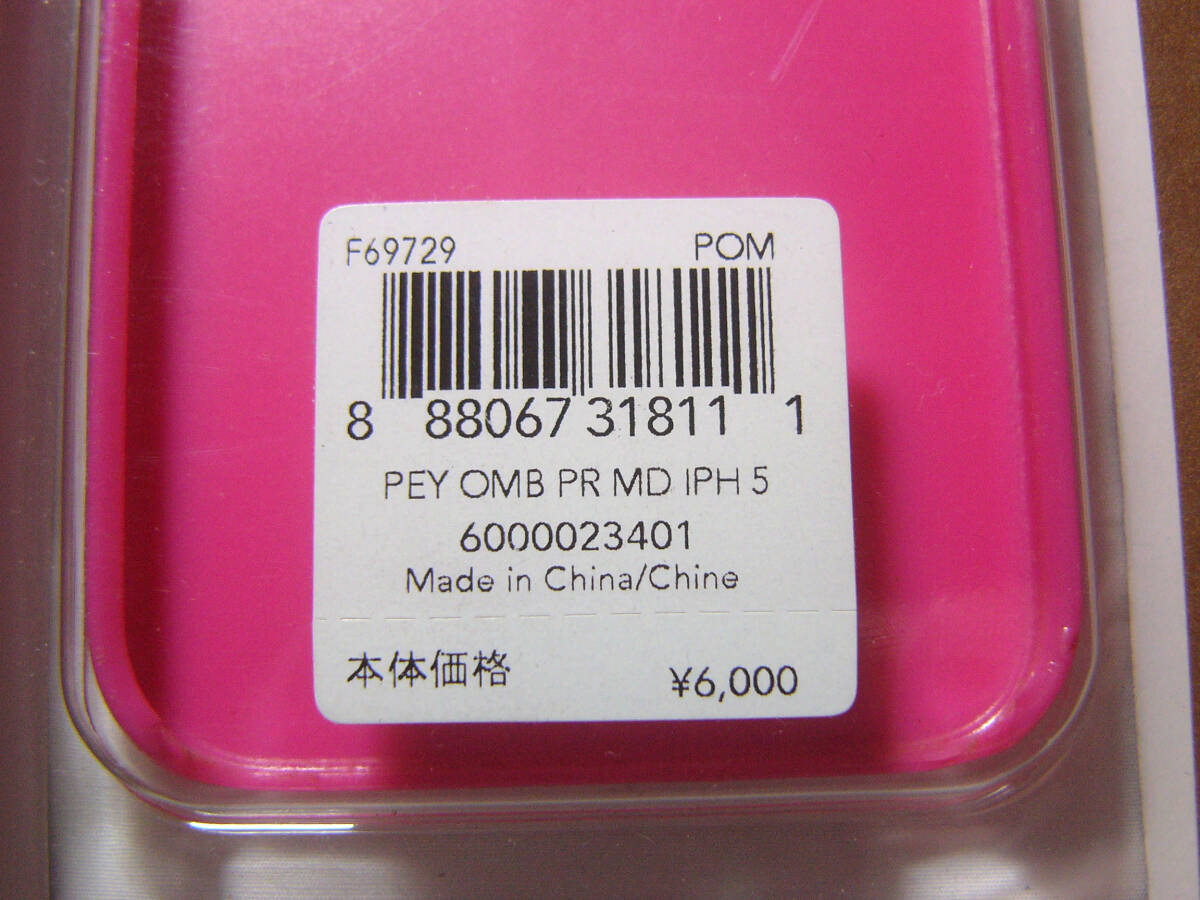 F69729 POM
8 88067 31811 1
PEY OMB PR MD IPH 5
6000023401
Made in China/Chine
本体価格 ¥6,000